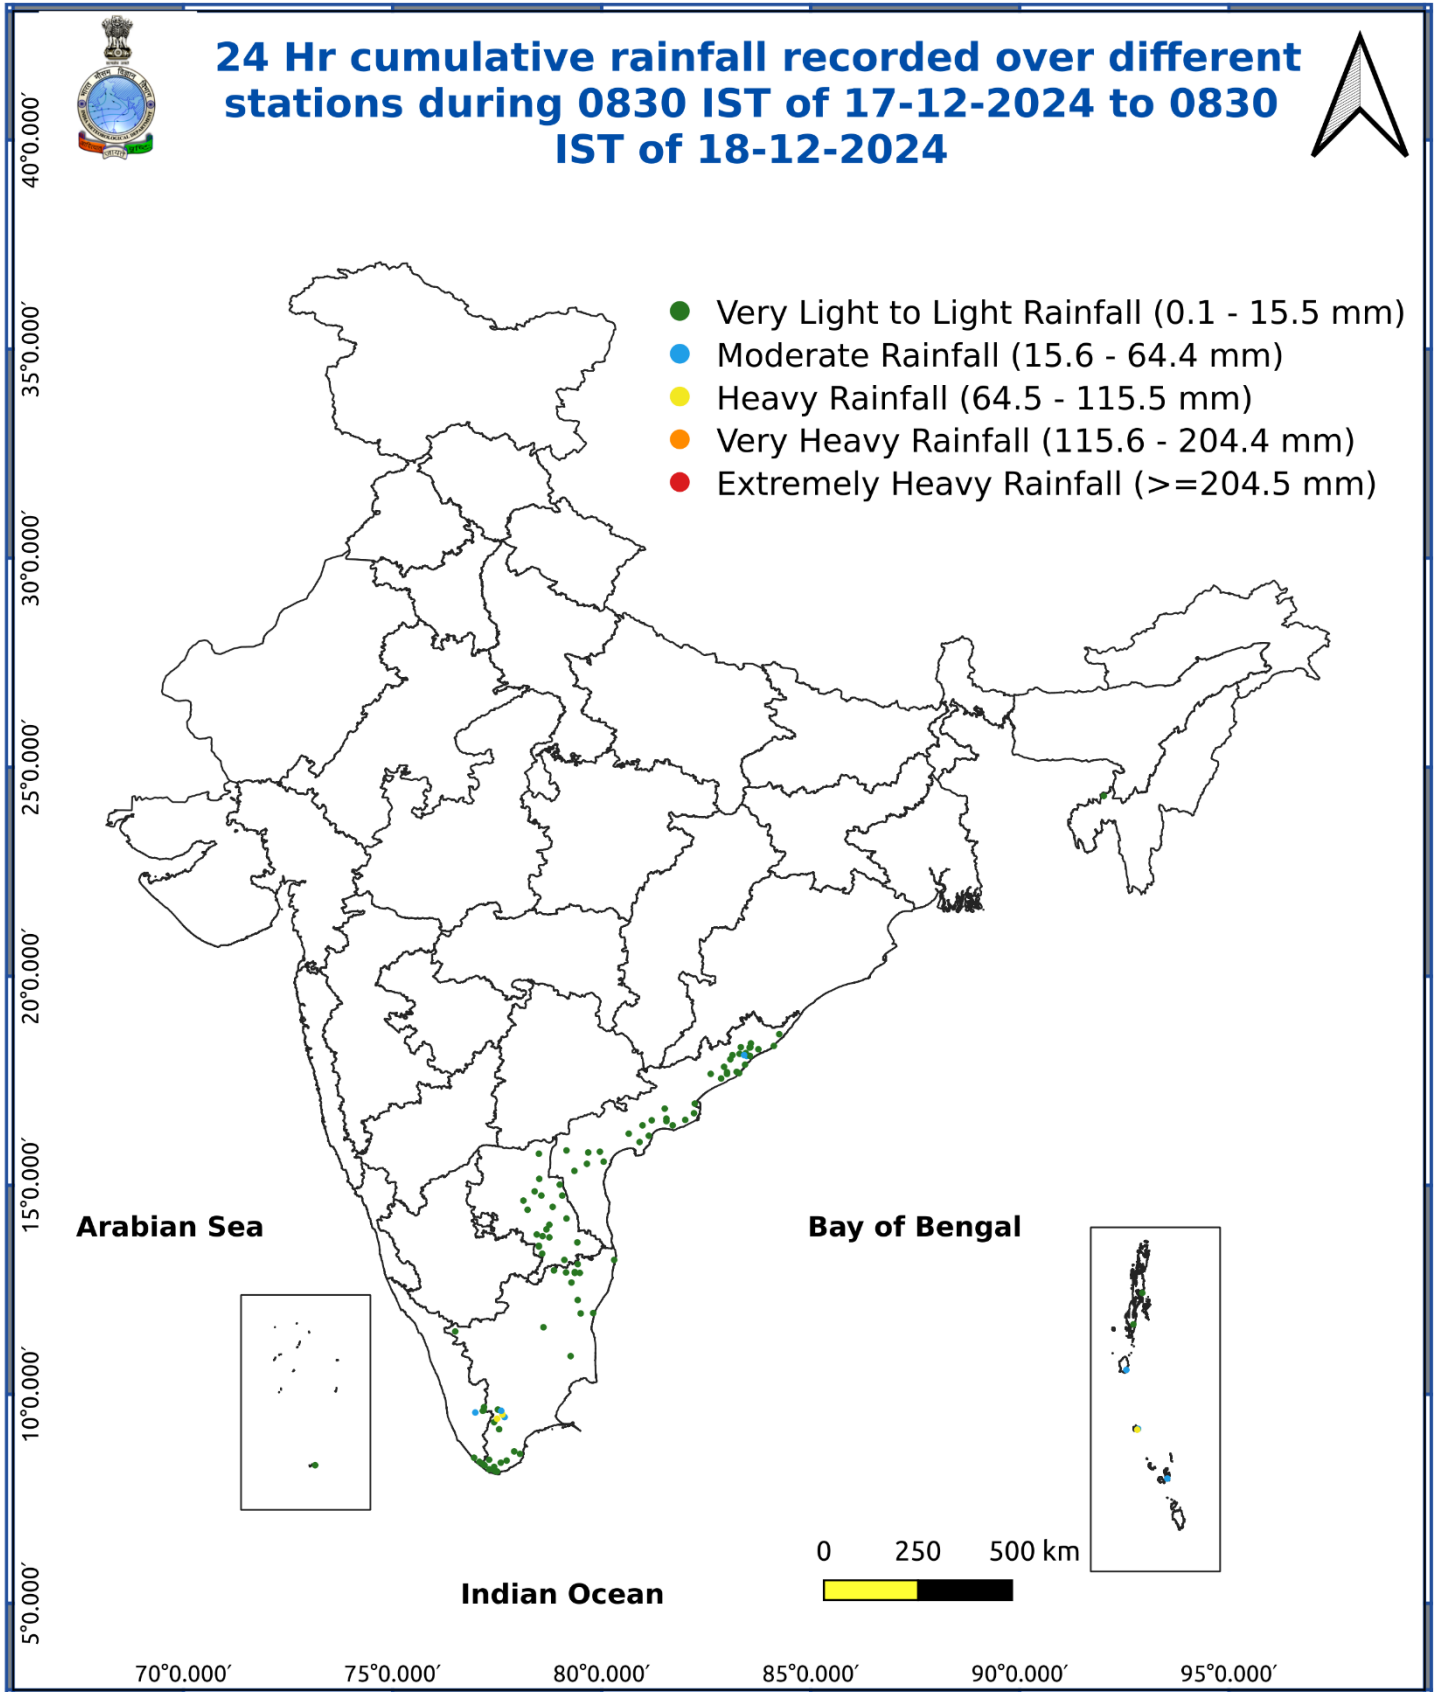 24 Hr cumulative rainfall recorded over different
stations during 0830 IST of 17-12-2024 to 0830
IST of 18-12-2024
Very Light to Light Rainfall (0.1 - 15.5 mm)
Moderate Rainfall (15.6 - 64.4 mm)
Heavy Rainfall (64.5 - 115.5 mm)
Very Heavy Rainfall (115.6 - 204.4 mm)
Extremely Heavy Rainfall (>=204.5 mm)
40°0.000′
35°0.000′
30°0.000′
25°0.000′
20°0.000′
15°0.000′
10°0.000′
5°0.000′
Arabian Sea
Bay of Bengal
Indian Ocean
0 250 500 km
70°0.000′ 75°0.000′ 80°0.000′ 85°0.000′ 90°0.000′ 95°0.000′